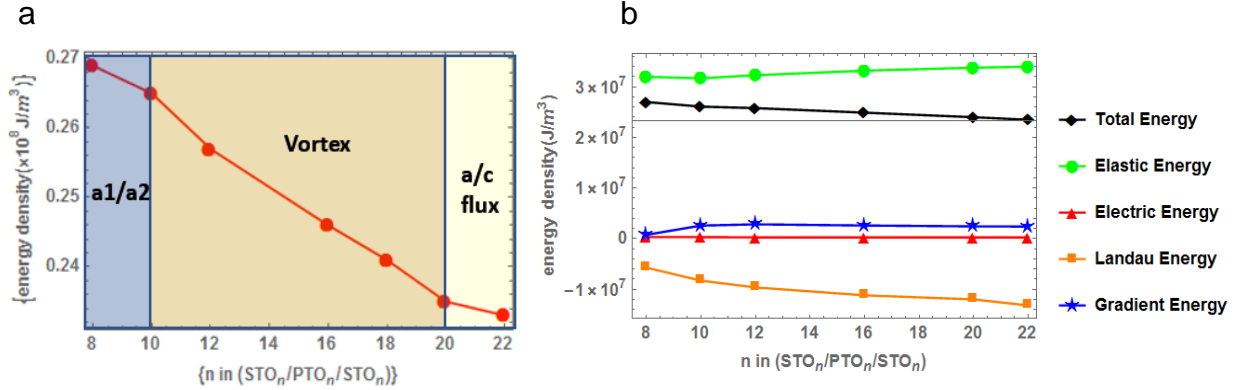 a
{energy density(×10⁸ J/m³)}
0.27
0.26
0.25
0.24
a1/a2
Vortex
a/c
flux
8 10 12 14 16 18 20 22
{n in (STOₙ/PTOₙ/STOₙ)}
b
energy density(J/m³)
3 × 10⁷
2 × 10⁷
1 × 10⁷
0
−1 × 10⁷
8 10 12 14 16 18 20 22
n in (STOₙ/PTOₙ/STOₙ)
Total Energy
Elastic Energy
Electric Energy
Landau Energy
Gradient Energy